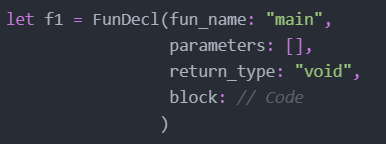 let f1 = FunDecl(fun_name: "main",
parameters: [],
return_type: "void",
block: // Code
)